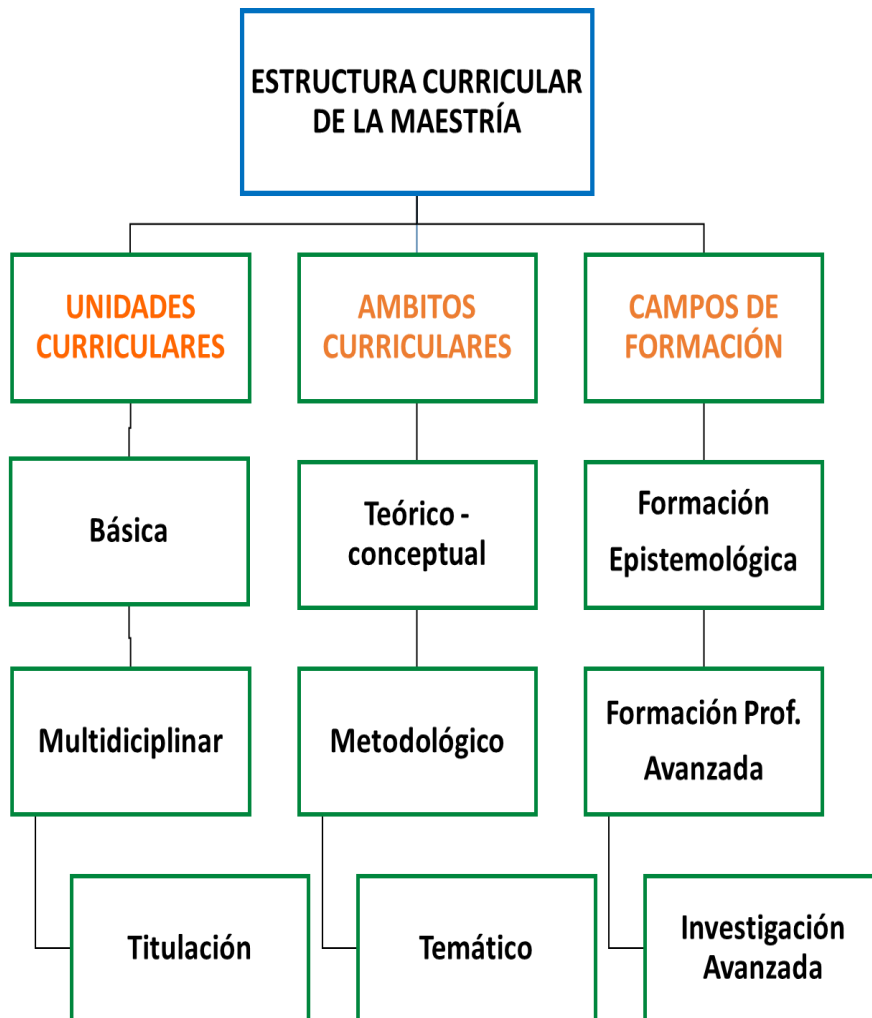 ESTRUCTURA CURRICULAR
DE LA MAESTRÍA
UNIDADES
CURRICULARES
AMBITOS
CURRICULARES
CAMPOS DE
FORMACIÓN
Básica
Teórico -
conceptual
Formación
Epistemológica
Multidiciplinar
Metodológico
Formación Prof.
Avanzada
Titulación
Temático
Investigación
Avanzada